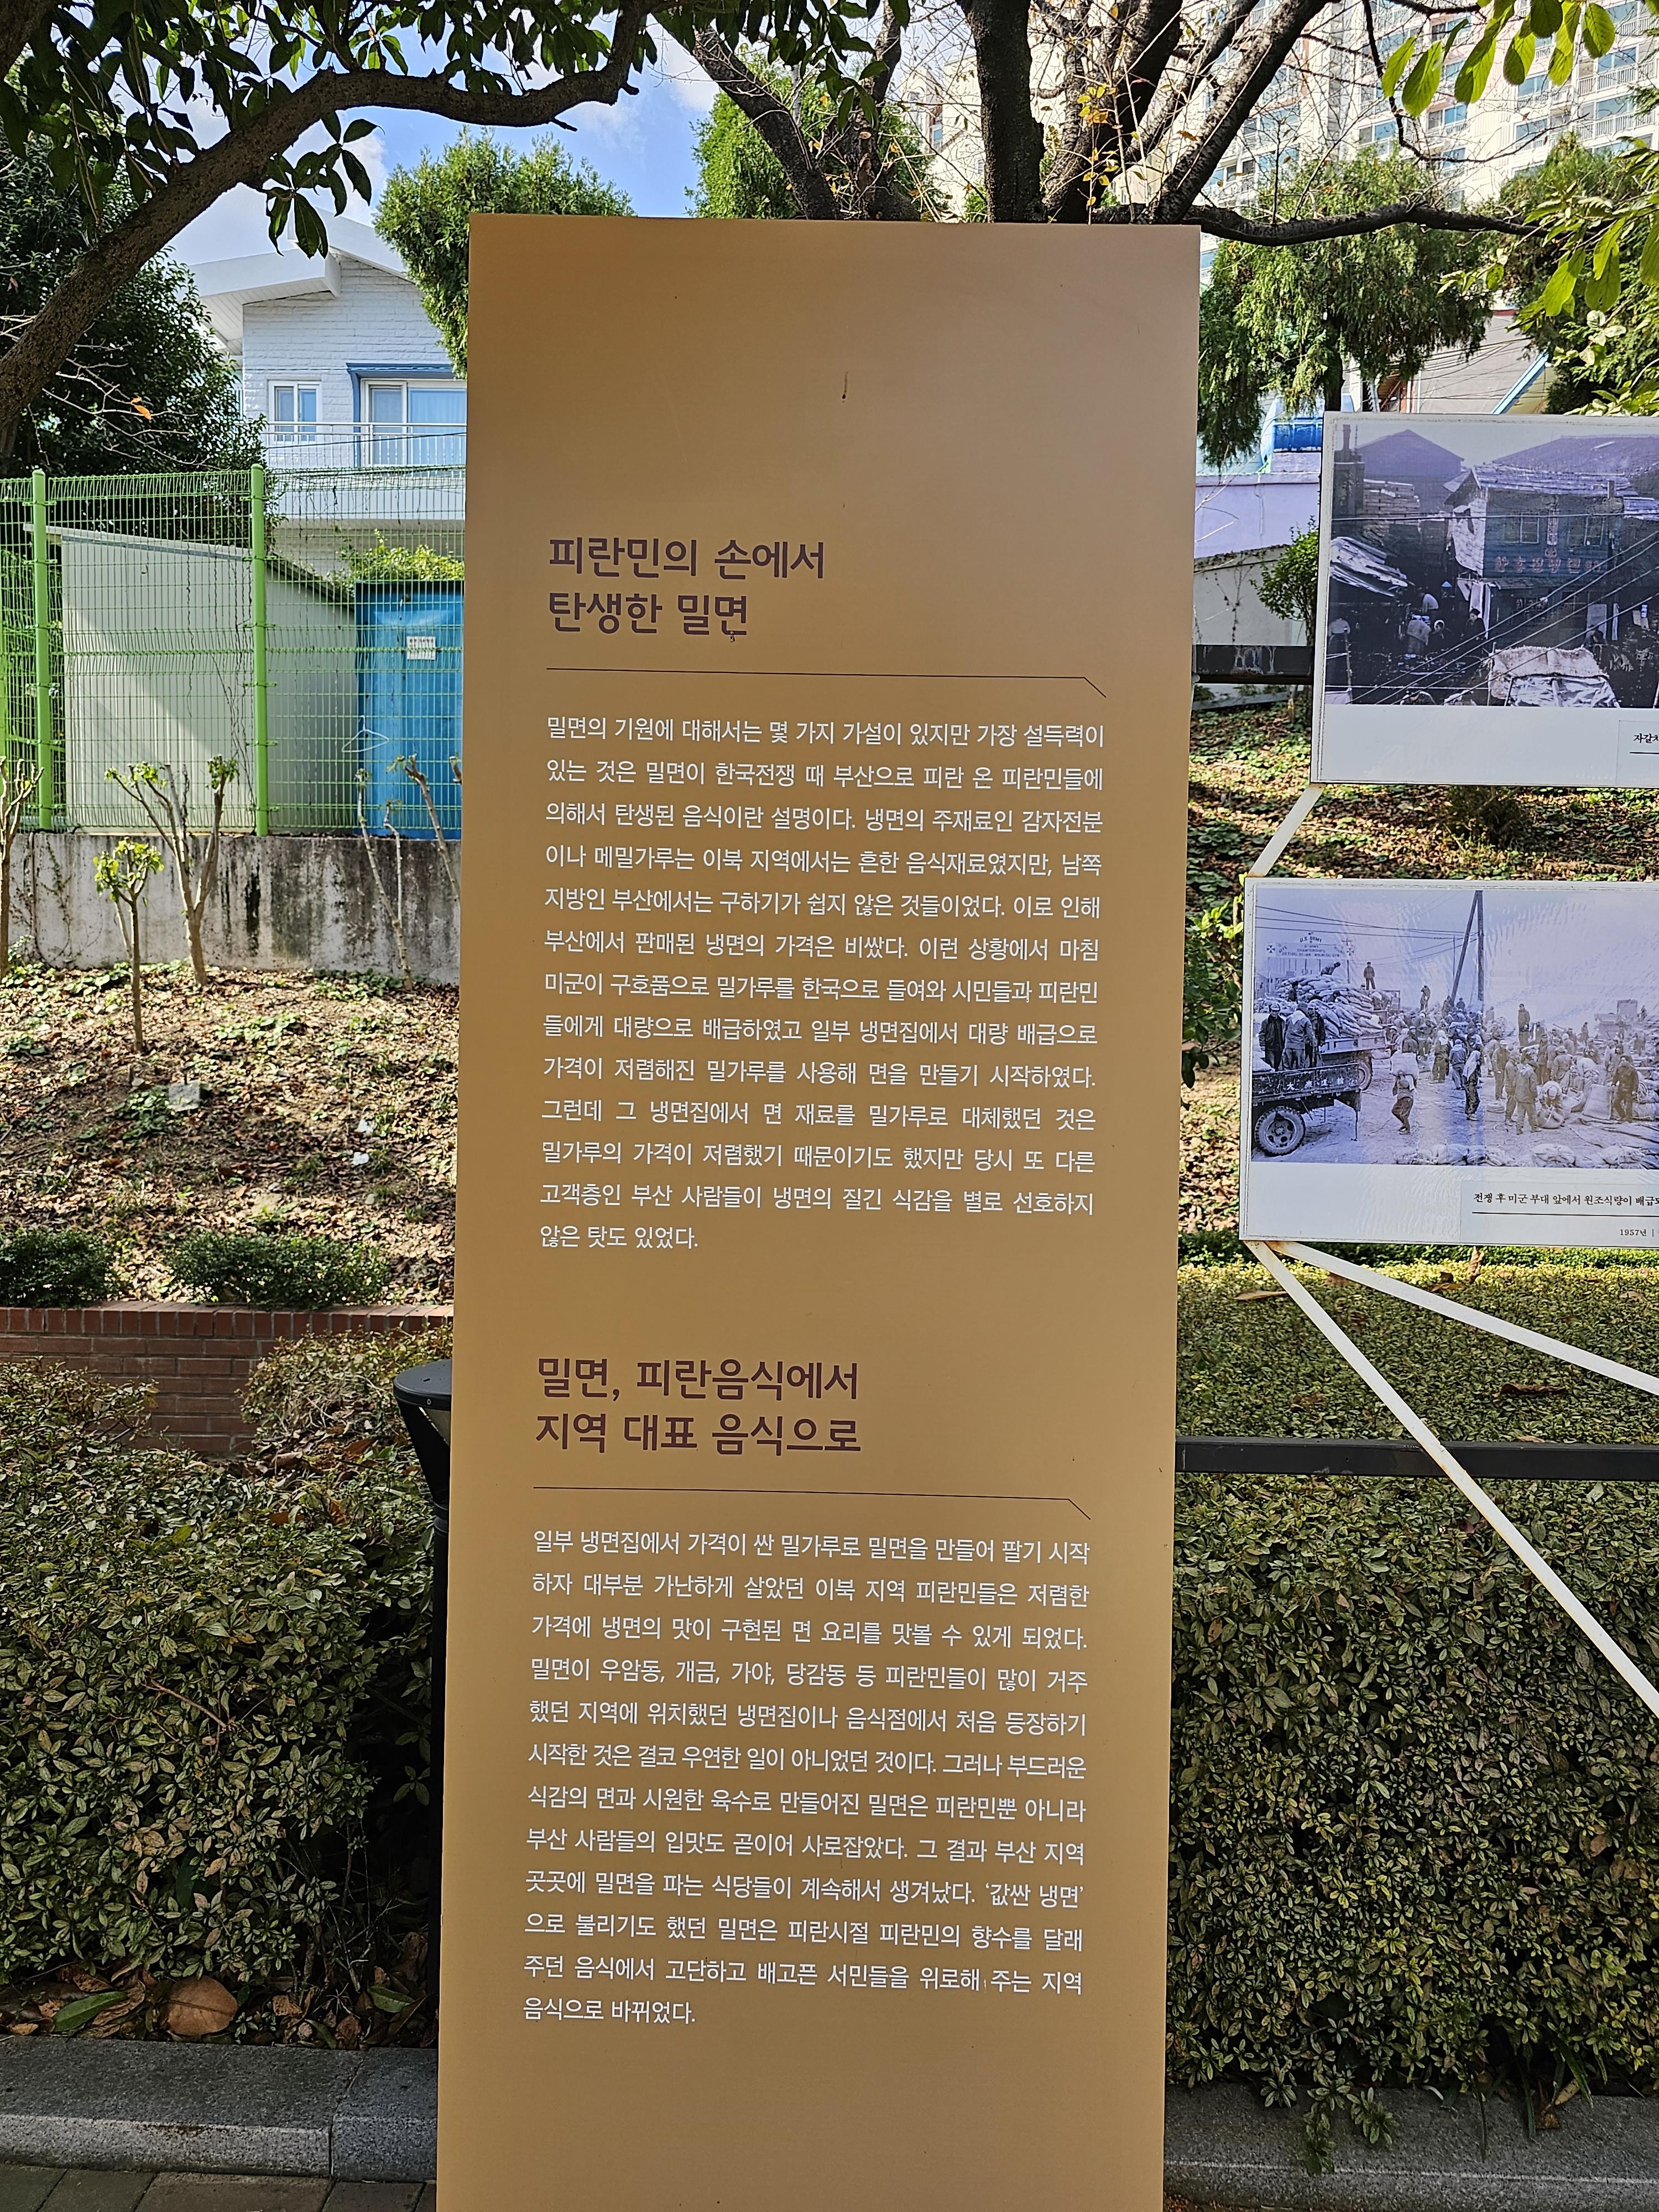 피란민의 손에서
탄생한 밀면
밀면의 기원에 대해서는 몇 가지 가설이 있지만 가장 설득력이
있는 것은 밀면이 한국전쟁 때 부산으로 피란 온 피란민들에
의해서 탄생된 음식이란 설명이다. 냉면의 주재료인 감자전분
이나 메밀가루는 이북 지역에서는 흔한 음식재료였지만, 남쪽
지방인 부산에서는 구하기가 쉽지 않은 것들이었다. 이로 인해
부산에서 판매된 냉면의 가격은 비쌌다. 이런 상황에서 마침
미군이 구호품으로 밀가루를 한국으로 들여와 시민들과 피란민
들에게 대량으로 배급하였고 일부 냉면집에서 대량 배급으로
가격이 저렴해진 밀가루를 사용해 면을 만들기 시작하였다.
그런데 그 냉면집에서 면 재료를 밀가루로 대체했던 것은
밀가루의 가격이 저렴했기 때문이기도 했지만 당시 또 다른
고객층인 부산 사람들이 냉면의 질긴 식감을 별로 선호하지
않은 탓도 있었다.
밀면, 피란음식에서
지역 대표 음식으로
일부 냉면집에서 가격이 싼 밀가루로 밀면을 만들어 팔기 시작
하자 대부분 가난하게 살았던 이북 지역 피란민들은 저렴한
가격에 냉면의 맛이 구현된 면 요리를 맛볼 수 있게 되었다.
밀면이 우암동, 개금, 가야, 당감동 등 피란민들이 많이 거주
했던 지역에 위치했던 냉면집이나 음식점에서 처음 등장하기
시작한 것은 결코 우연한 일이 아니었던 것이다. 그러나 부드러운
식감의 면과 시원한 육수로 만들어진 밀면은 피란민뿐 아니라
부산 사람들의 입맛도 곧이어 사로잡았다. 그 결과 부산 지역
곳곳에 밀면을 파는 식당들이 계속해서 생겨났다. ‘값싼 냉면’
으로 불리기도 했던 밀면은 피란시절 피란민의 향수를 달래
주던 음식에서 고단하고 배고픈 서민들을 위로해 주는 지역
음식으로 바뀌었다.
자갈치
U.S. ARMY
전쟁 후 미군 부대 앞에서 원조식량이 배급되
1957년 |